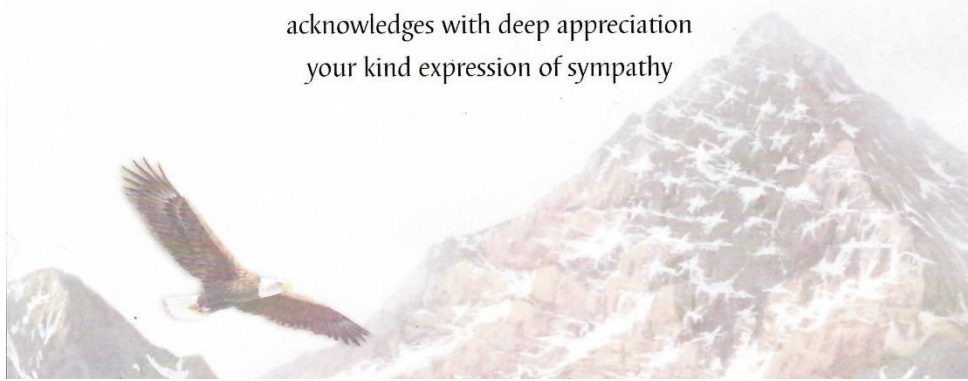 acknowledges with deep appreciation
your kind expression of sympathy